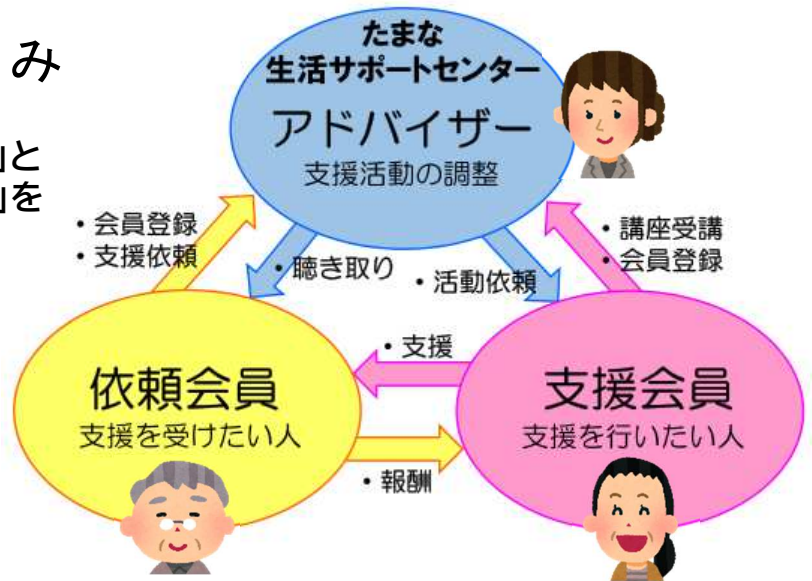 み
」と
」を
たまな
生活サポートセンター
アドバイザー
支援活動の調整
・会員登録
・支援依頼
・聴き取り
・活動依頼
・講座受講
・会員登録
・支援
依頼会員
支援を受けたい人
支援会員
支援を行いたい人
・報酬